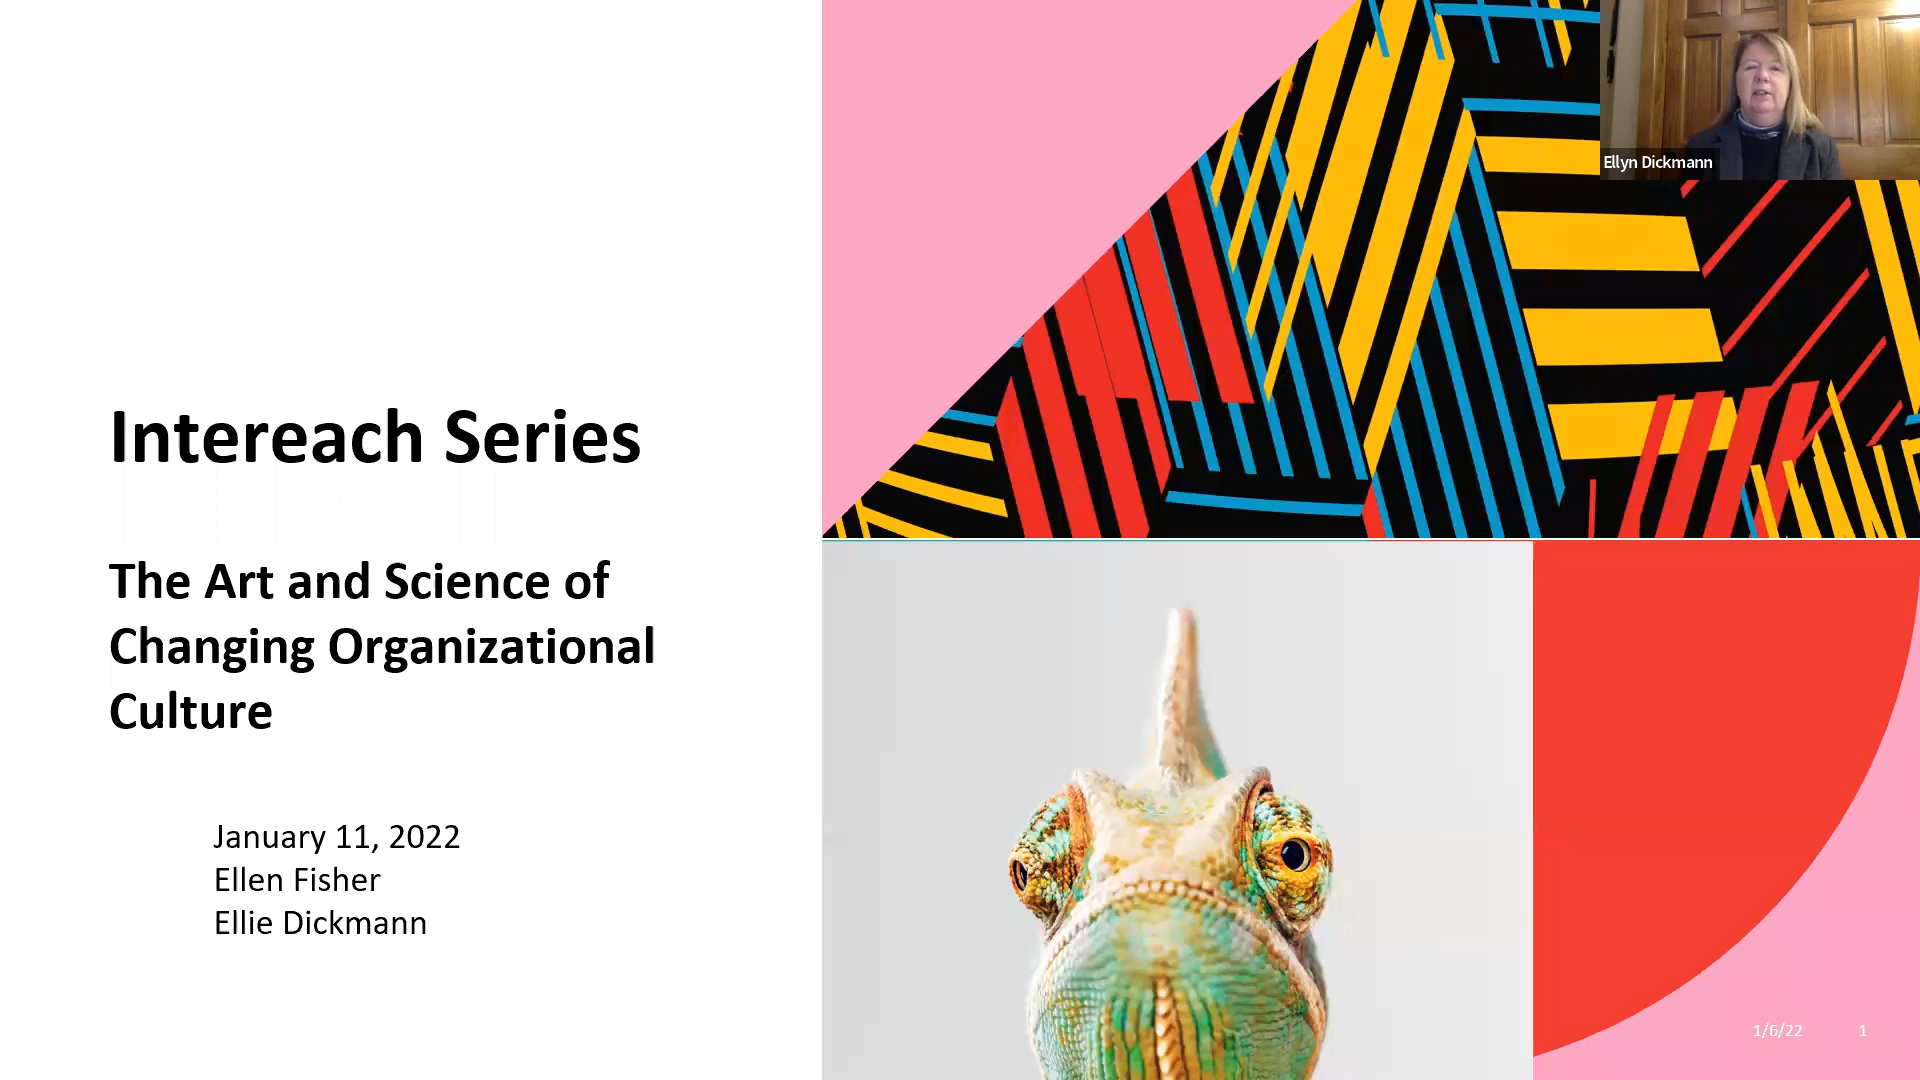 Intereach Series
The Art and Science of
Changing Organizational
Culture
January 11, 2022
Ellen Fisher
Ellie Dickmann
Ellyn Dickmann
1/6/22
1